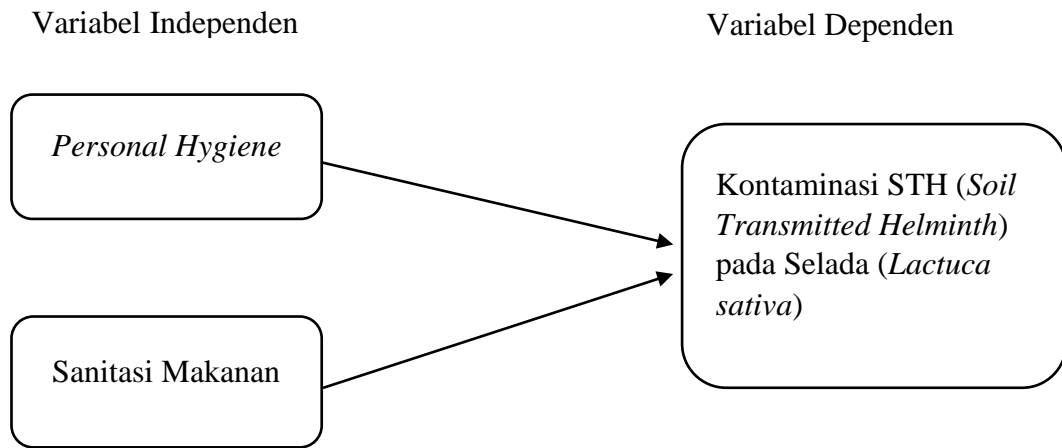 Variabel Independen
Variabel Dependen
Personal Hygiene
Kontaminasi STH (Soil
Transmitted Helminth)
pada Selada (Lactuca
sativa)
Sanitasi Makanan